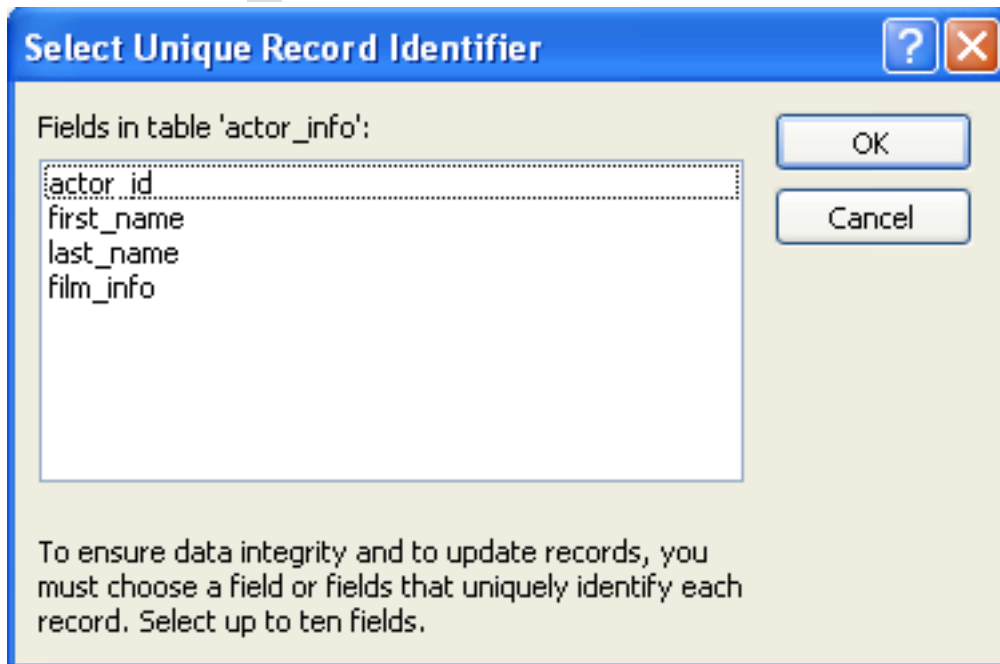 Select Unique Record Identifier
Fields in table 'actor_info':
OK
actor_id
first_name
Cancel
last_name
film_info
To ensure data integrity and to update records, you
must choose a field or fields that uniquely identify each
record. Select up to ten fields.